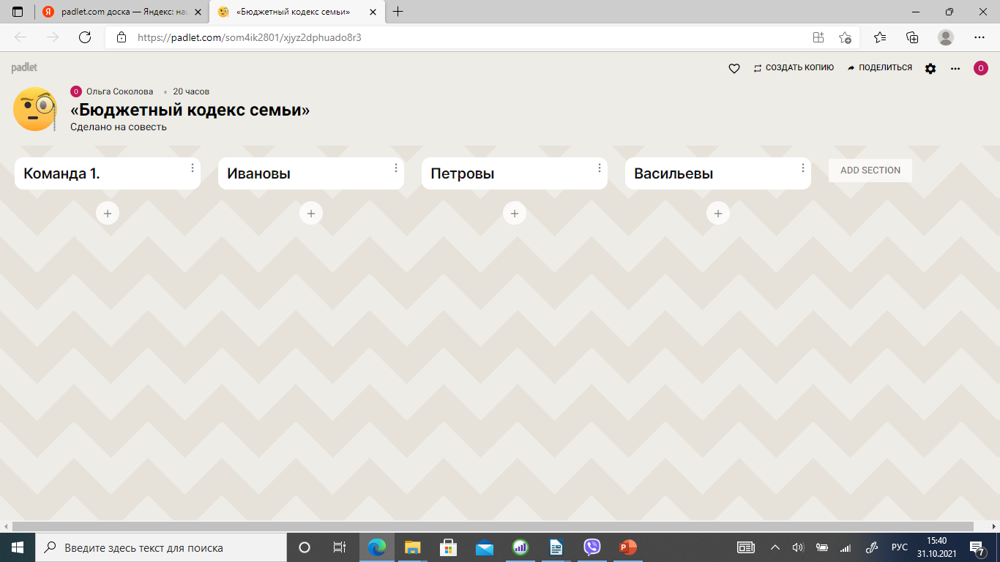 Я padlet.com доска — Яндекс: на
«Бюджетный кодекс семьи»
https://padlet.com/som4ik2801/xjyz2dphuado8r3
padlet
СОЗДАТЬ КОПИЮ
ПОДЕЛИТЬСЯ
О
О Ольга Соколова • 20 часов
«Бюджетный кодекс семьи»
Сделано на совесть
Команда 1.
Ивановы
Петровы
Васильевы
ADD SECTION
Введите здесь текст для поиска
P
РУС
15:40
31.10.2021
7